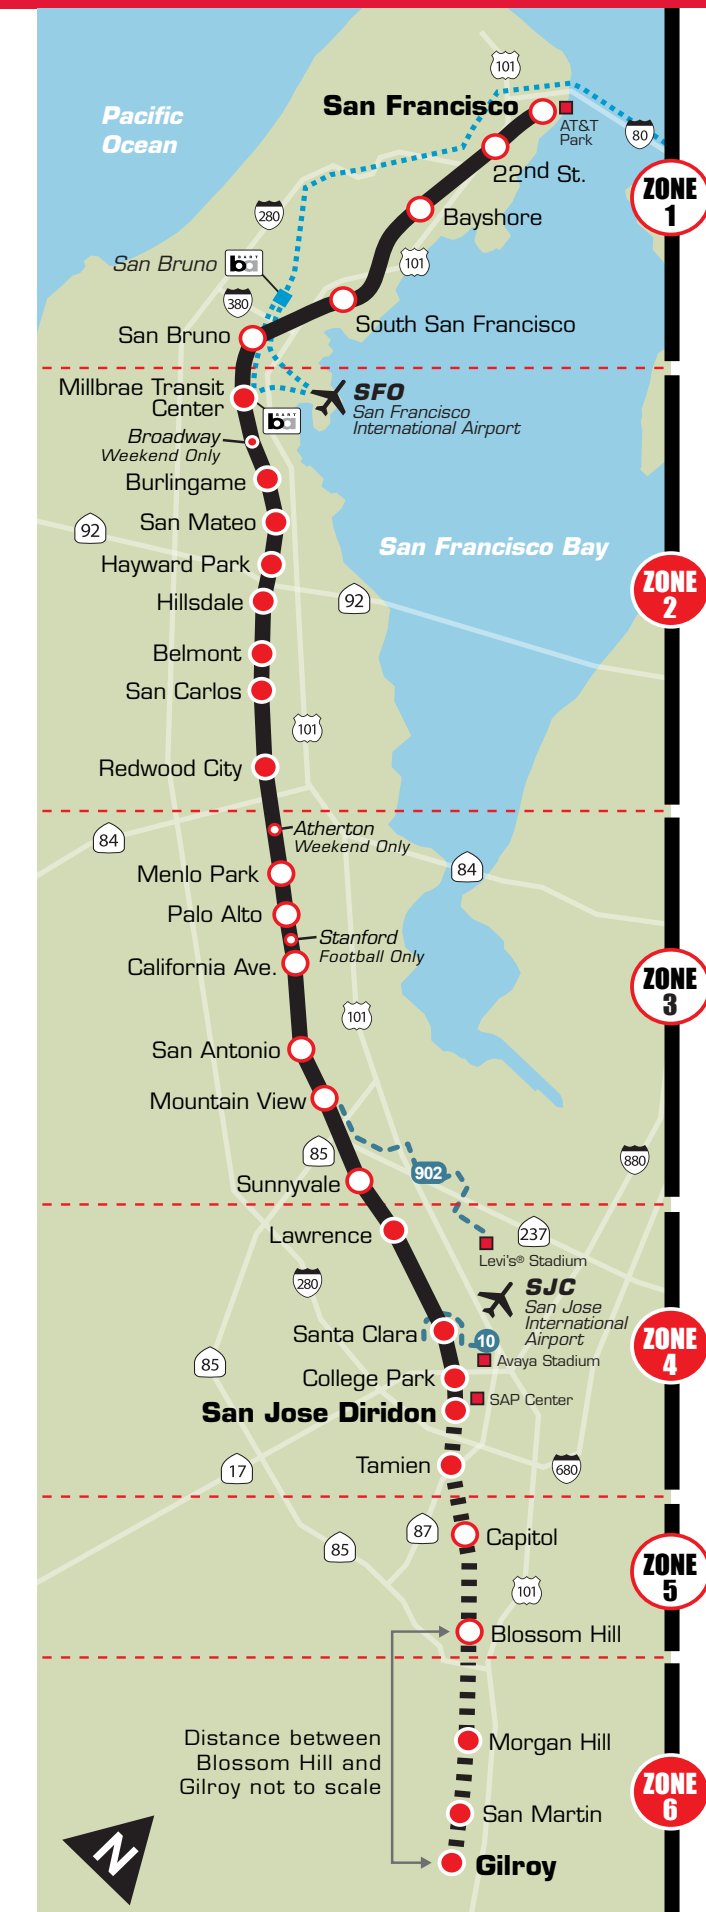 101
Pacific
Ocean
San Francisco
AT&T
Park
80
22nd St.
ZONE
1
280
Bayshore
San Bruno
BART
ba
101
380
South San Francisco
San Bruno
Millbrae Transit
Center
SFO
San Francisco
International Airport
BART
ba
Broadway
Weekend Only
Burlingame
San Mateo
92
San Francisco Bay
Hayward Park
ZONE
2
Hillsdale
92
Belmont
San Carlos
101
Redwood City
Atherton
Weekend Only
84
Menlo Park
84
Palo Alto
Stanford
Football Only
California Ave.
ZONE
3
101
San Antonio
Mountain View
85
880
902
Sunnyvale
Lawrence
237
Levi's® Stadium
280
SJC
San Jose
International
Airport
Santa Clara
10
ZONE
4
85
Avaya Stadium
College Park
SAP Center
San Jose Diridon
Tamien
17
680
87
Capitol
85
ZONE
5
101
Blossom Hill
Distance between
Blossom Hill and
Gilroy not to scale
Morgan Hill
ZONE
6
San Martin
N
Gilroy